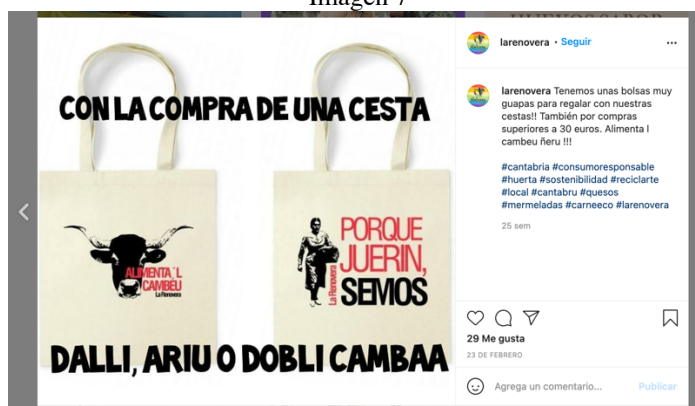 Imagen 7
CON LA COMPRA DE UNA CESTA
ALIMENTA ´L
CAMBÉU
La Renovera
PORQUE
JUERIN,
SEMOS
La Renovera
DALLI, ARIU O DOBLI CAMBAA
larenovera • Seguir
larenovera Tenemos unas bolsas muy
guapas para regalar con nuestras
cestas!! También por compras
superiores a 30 euros. Alimenta l
cambeu ñeru !!!
#cantabria #consumoresponsable
#huerta #sostenibilidad #reciclarte
#local #cantabru #quesos
#mermeladas #carneeco #larenovera
25 sem
29 Me gusta
23 DE FEBRERO
Agrega un comentario...
Publicar